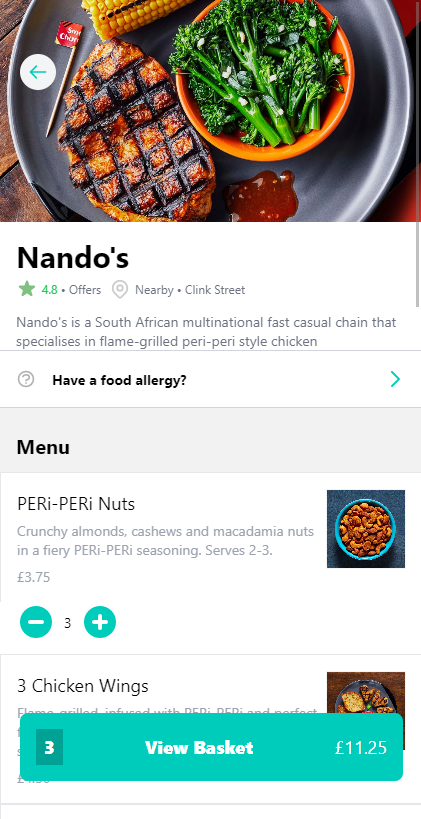 Nando's
4.8 • Offers
Nearby • Clink Street
Nando's is a South African multinational fast casual chain that
specialises in flame-grilled peri-peri style chicken
Have a food allergy?
Menu
PERi-PERi Nuts
Crunchy almonds, cashews and macadamia nuts
in a fiery PERi-PERi seasoning. Serves 2-3.
£3.75
3
3 Chicken Wings
Flame-grilled, infused with PERi-PERi and perfect
3
View Basket
£11.25